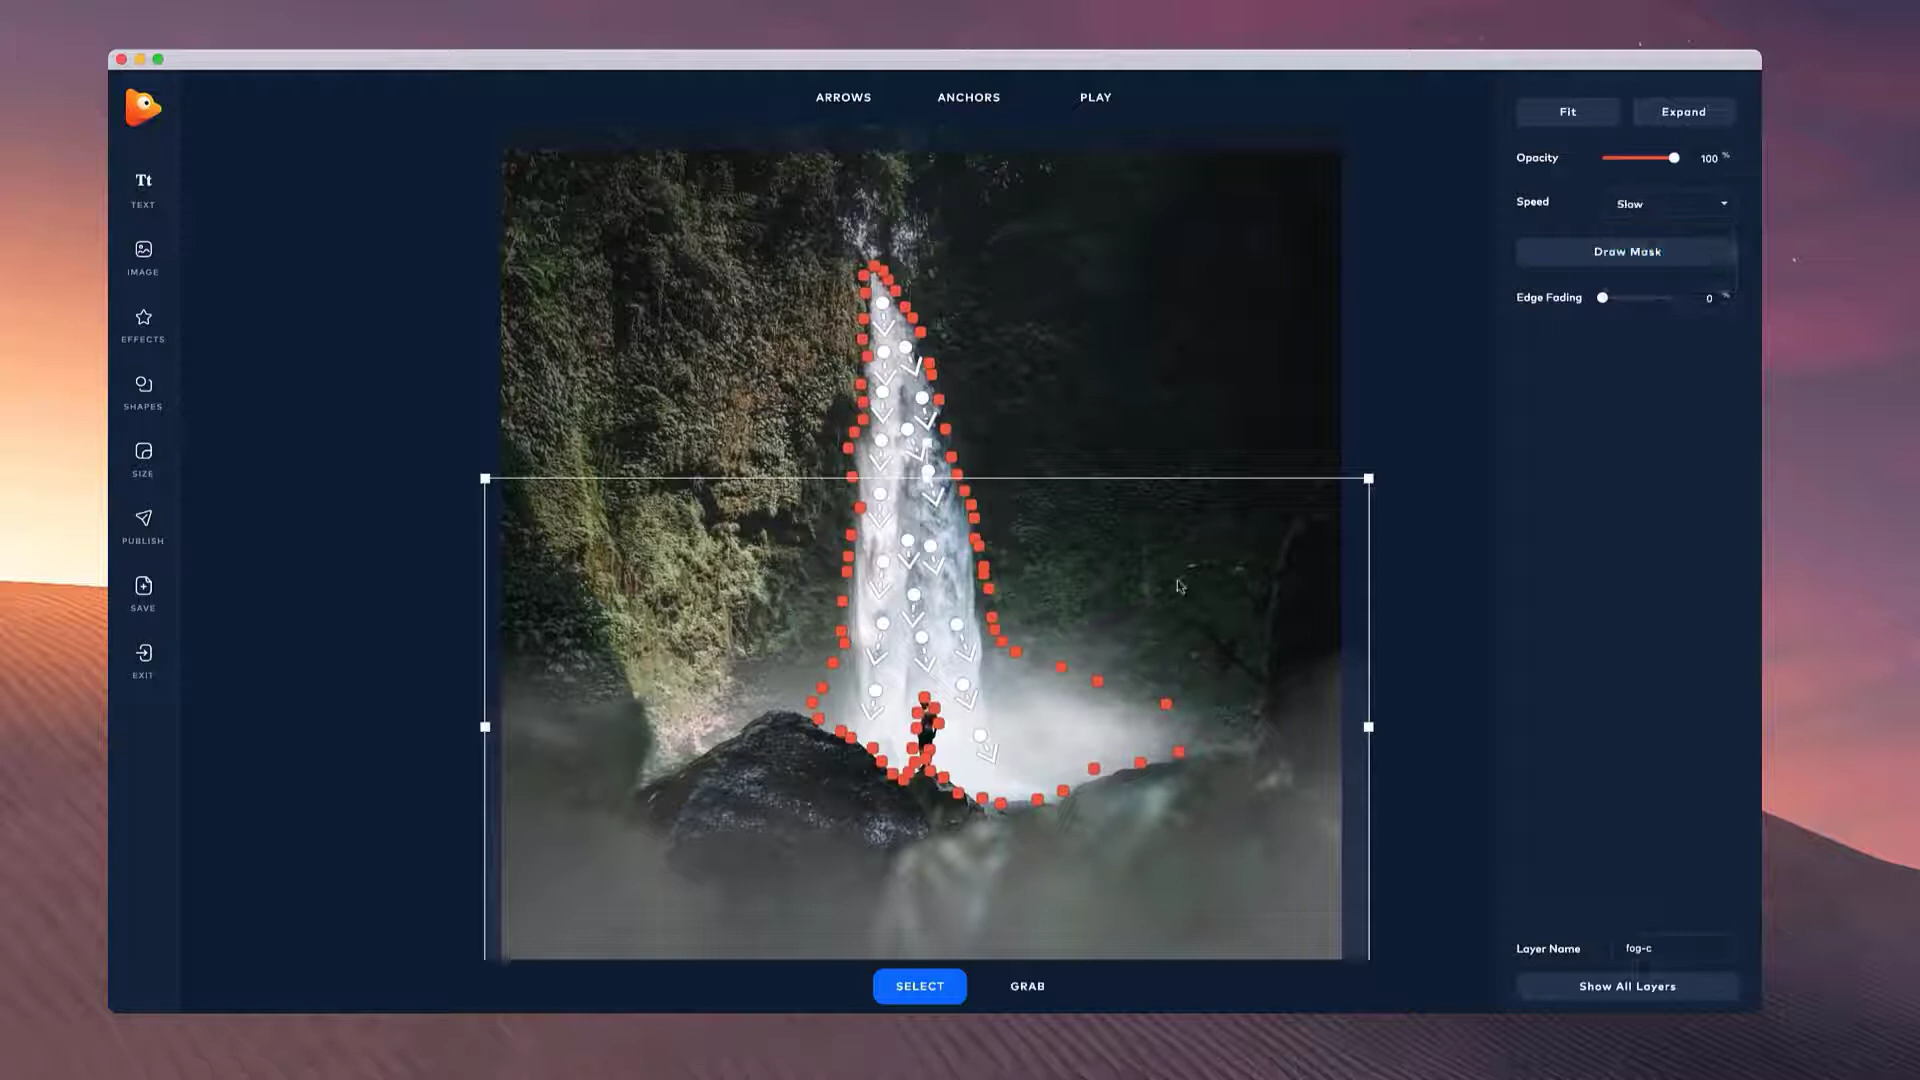 ARROWS
ANCHORS
PLAY
Fit
Expand
Opacity
100 %
Speed
Slow
Draw Mask
Edge Fading
0 %
Tt
TEXT
IMAGE
EFFECTS
SHAPES
SIZE
PUBLISH
SAVE
EXIT
Layer Name
fog-c
Show All Layers
SELECT
GRAB